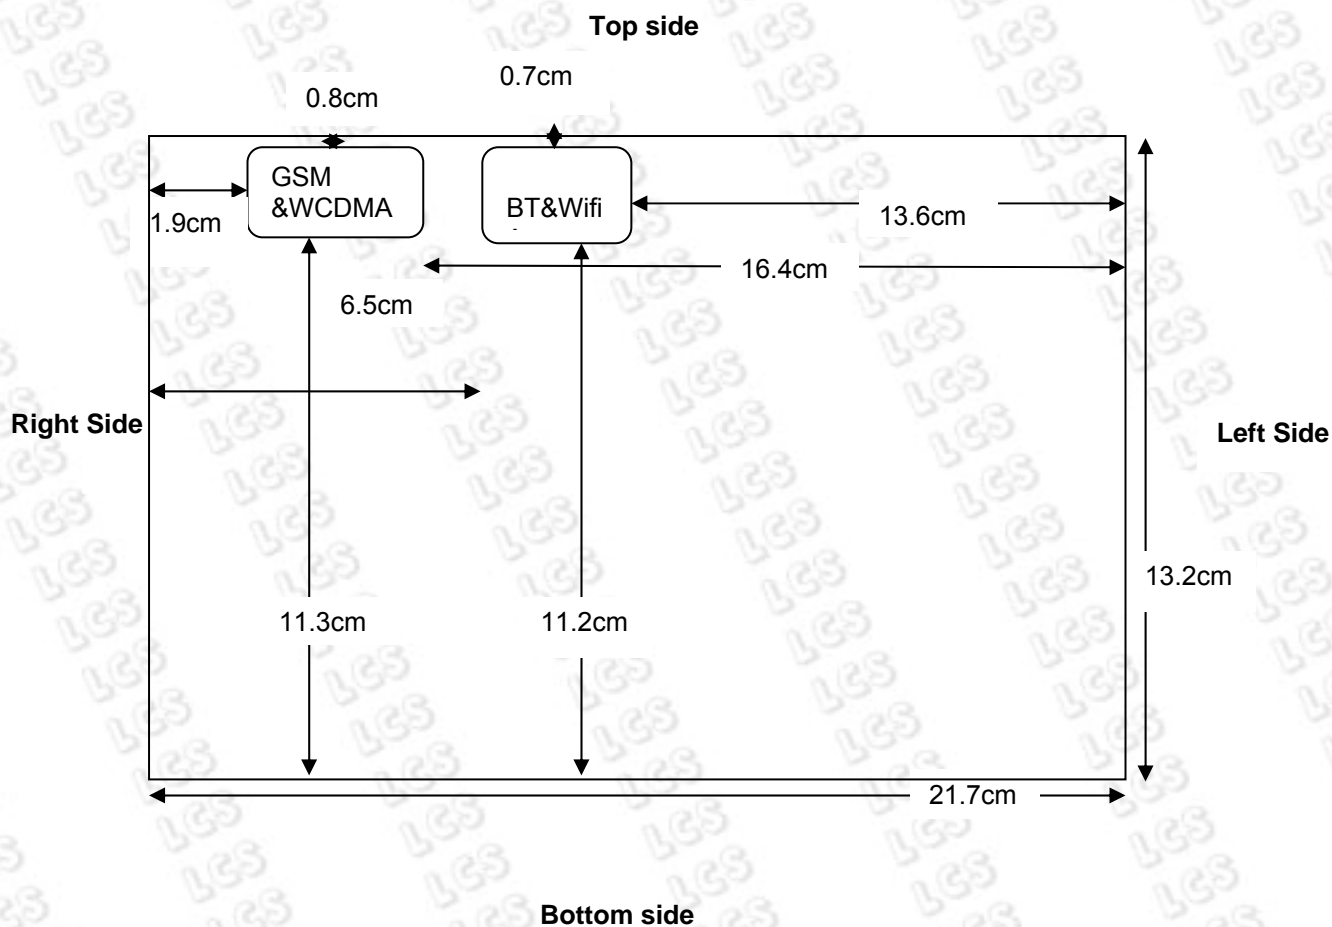 Top side
0.7cm
0.8cm
GSM
&WCDMA
BT&Wifi
1.9cm
13.6cm
16.4cm
6.5cm
Right Side
Left Side
13.2cm
11.3cm
11.2cm
21.7cm
Bottom side
LCS